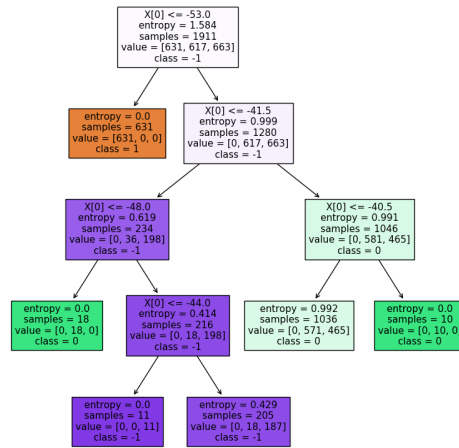 X[0] <= -53.0
entropy = 1.584
samples = 1911
value = [631, 617, 663]
class = -1
entropy = 0.0
samples = 631
value = [631, 0, 0]
class = 1
X[0] <= -41.5
entropy = 0.999
samples = 1280
value = [0, 617, 663]
class = -1
X[0] <= -48.0
entropy = 0.619
samples = 234
value = [0, 36, 198]
class = -1
X[0] <= -40.5
entropy = 0.991
samples = 1046
value = [0, 581, 465]
class = 0
entropy = 0.0
samples = 18
value = [0, 18, 0]
class = 0
X[0] <= -44.0
entropy = 0.414
samples = 216
value = [0, 18, 198]
class = -1
entropy = 0.992
samples = 1036
value = [0, 571, 465]
class = 0
entropy = 0.0
samples = 10
value = [0, 10, 0]
class = 0
entropy = 0.0
samples = 11
value = [0, 0, 11]
class = -1
entropy = 0.429
samples = 205
value = [0, 18, 187]
class = -1